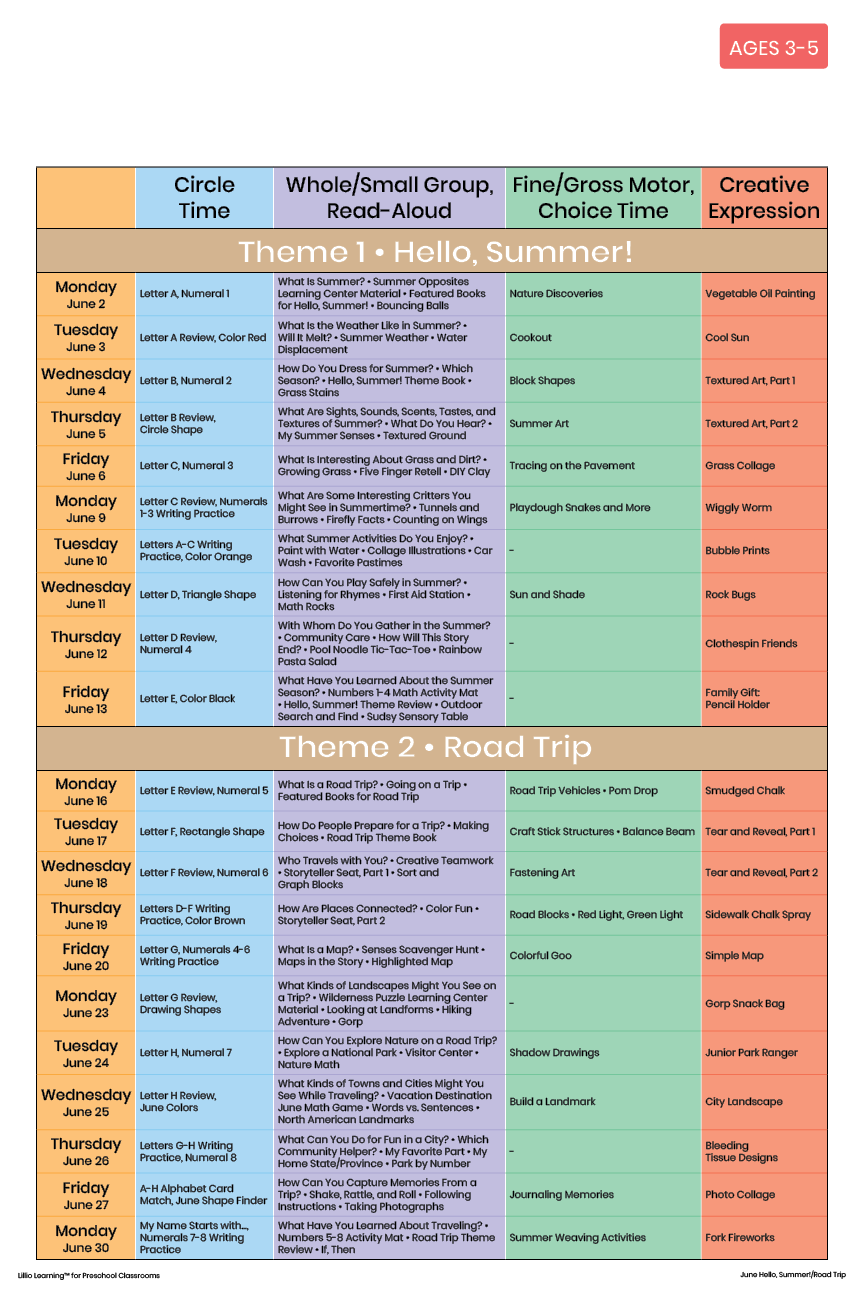 AGES 3-5
Circle
Time
Whole/Small Group,
Read-Aloud
Fine/Gross Motor,
Choice Time
Creative
Expression
Theme 1 • Hello, Summer!
Monday
June 2
Letter A, Numeral 1
What Is Summer? • Summer Opposites
Learning Center Material • Featured Books
for Hello, Summer! • Bouncing Balls
Nature Discoveries
Vegetable Oil Painting
Tuesday
June 3
Letter A Review, Color Red
What Is the Weather Like in Summer? •
Will It Melt? • Summer Weather • Water
Displacement
Cookout
Cool Sun
Wednesday
June 4
Letter B, Numeral 2
How Do You Dress for Summer? • Which
Season? • Hello, Summer! Theme Book •
Grass Stains
Block Shapes
Textured Art, Part 1
Thursday
June 5
Letter B Review,
Circle Shape
What Are Sights, Sounds, Scents, Tastes, and
Textures of Summer? • What Do You Hear? •
My Summer Senses • Textured Ground
Summer Art
Textured Art, Part 2
Friday
June 6
Letter C, Numeral 3
What Is Interesting About Grass and Dirt? •
Growing Grass • Five Finger Retell • DIY Clay
Tracing on the Pavement
Grass Collage
Monday
June 9
Letter C Review, Numerals
1-3 Writing Practice
What Are Some Interesting Critters You
Might See in Summertime? • Tunnels and
Burrows • Firefly Facts • Counting on Wings
Playdough Snakes and More
Wiggly Worm
Tuesday
June 10
Letters A-C Writing
Practice, Color Orange
What Summer Activities Do You Enjoy? •
Paint with Water • Collage Illustrations • Car
Wash • Favorite Pastimes
-
Bubble Prints
Wednesday
June 11
Letter D, Triangle Shape
How Can You Play Safely in Summer? •
Listening for Rhymes • First Aid Station •
Math Rocks
Sun and Shade
Rock Bugs
Thursday
June 12
Letter D Review,
Numeral 4
With Whom Do You Gather in the Summer?
• Community Care • How Will This Story
End? • Pool Noodle Tic-Tac-Toe • Rainbow
Pasta Salad
-
Clothespin Friends
Friday
June 13
Letter E, Color Black
What Have You Learned About the Summer
Season? • Numbers 1-4 Math Activity Mat
• Hello, Summer! Theme Review • Outdoor
Search and Find • Sudsy Sensory Table
-
Family Gift:
Pencil Holder
Theme 2 • Road Trip
Monday
June 16
Letter E Review, Numeral 5
What Is a Road Trip? • Going on a Trip •
Featured Books for Road Trip
Road Trip Vehicles • Pom Drop
Smudged Chalk
Tuesday
June 17
Letter F, Rectangle Shape
How Do People Prepare for a Trip? • Making
Choices • Road Trip Theme Book
Craft Stick Structures • Balance Beam
Tear and Reveal, Part 1
Wednesday
June 18
Letter F Review, Numeral 6
Who Travels with You? • Creative Teamwork
• Storyteller Seat, Part 1 • Sort and
Graph Blocks
Fastening Art
Tear and Reveal, Part 2
Thursday
June 19
Letters D-F Writing
Practice, Color Brown
How Are Places Connected? • Color Fun •
Storyteller Seat, Part 2
Road Blocks • Red Light, Green Light
Sidewalk Chalk Spray
Friday
June 20
Letter G, Numerals 4-6
Writing Practice
What Is a Map? • Senses Scavenger Hunt •
Maps in the Story • Highlighted Map
Colorful Goo
Simple Map
Monday
June 23
Letter G Review,
Drawing Shapes
What Kinds of Landscapes Might You See on
a Trip? • Wilderness Puzzle Learning Center
Material • Looking at Landforms • Hiking
Adventure • Gorp
-
Gorp Snack Bag
Tuesday
June 24
Letter H, Numeral 7
How Can You Explore Nature on a Road Trip?
• Explore a National Park • Visitor Center •
Nature Math
Shadow Drawings
Junior Park Ranger
Wednesday
June 25
Letter H Review,
June Colors
What Kinds of Towns and Cities Might You
See While Traveling? • Vacation Destination
June Math Game • Words vs. Sentences •
North American Landmarks
Build a Landmark
City Landscape
Thursday
June 26
Letters G-H Writing
Practice, Numeral 8
What Can You Do for Fun in a City? • Which
Community Helper? • My Favorite Part • My
Home State/Province • Park by Number
-
Bleeding
Tissue Designs
Friday
June 27
A-H Alphabet Card
Match, June Shape Finder
How Can You Capture Memories From a
Trip? • Shake, Rattle, and Roll • Following
Instructions • Taking Photographs
Journaling Memories
Photo Collage
Monday
June 30
My Name Starts with...,
Numerals 7-8 Writing
Practice
What Have You Learned About Traveling? •
Numbers 5-8 Activity Mat • Road Trip Theme
Review • If, Then
Summer Weaving Activities
Fork Fireworks
Lillio Learning™ for Preschool Classrooms
June Hello, Summer!/Road Trip